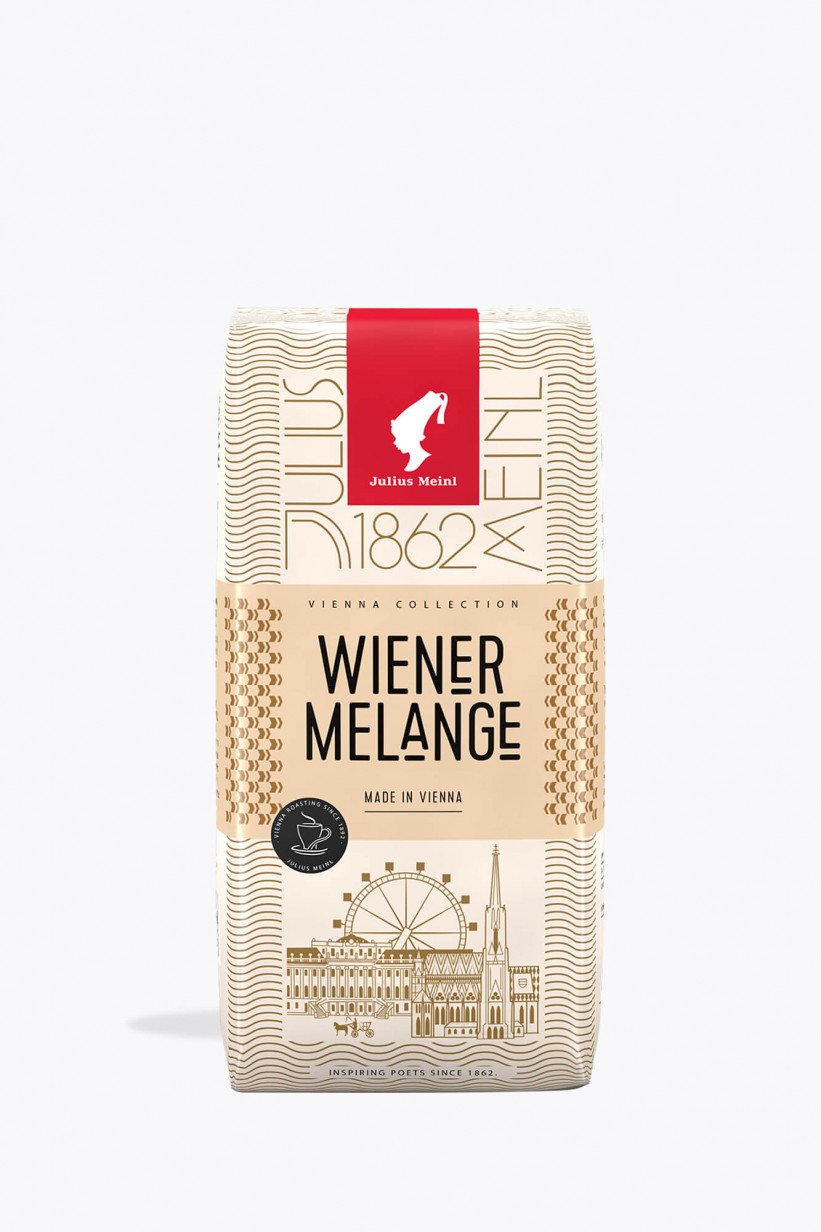 Julius Meinl
JULIUS
1862
MEINL
VIENNA COLLECTION
WIENER
MELANGE
MADE IN VIENNA
VIENNA ROASTING SINCE 1892.
JULIUS MEINL
INSPIRING POETS SINCE 1862.